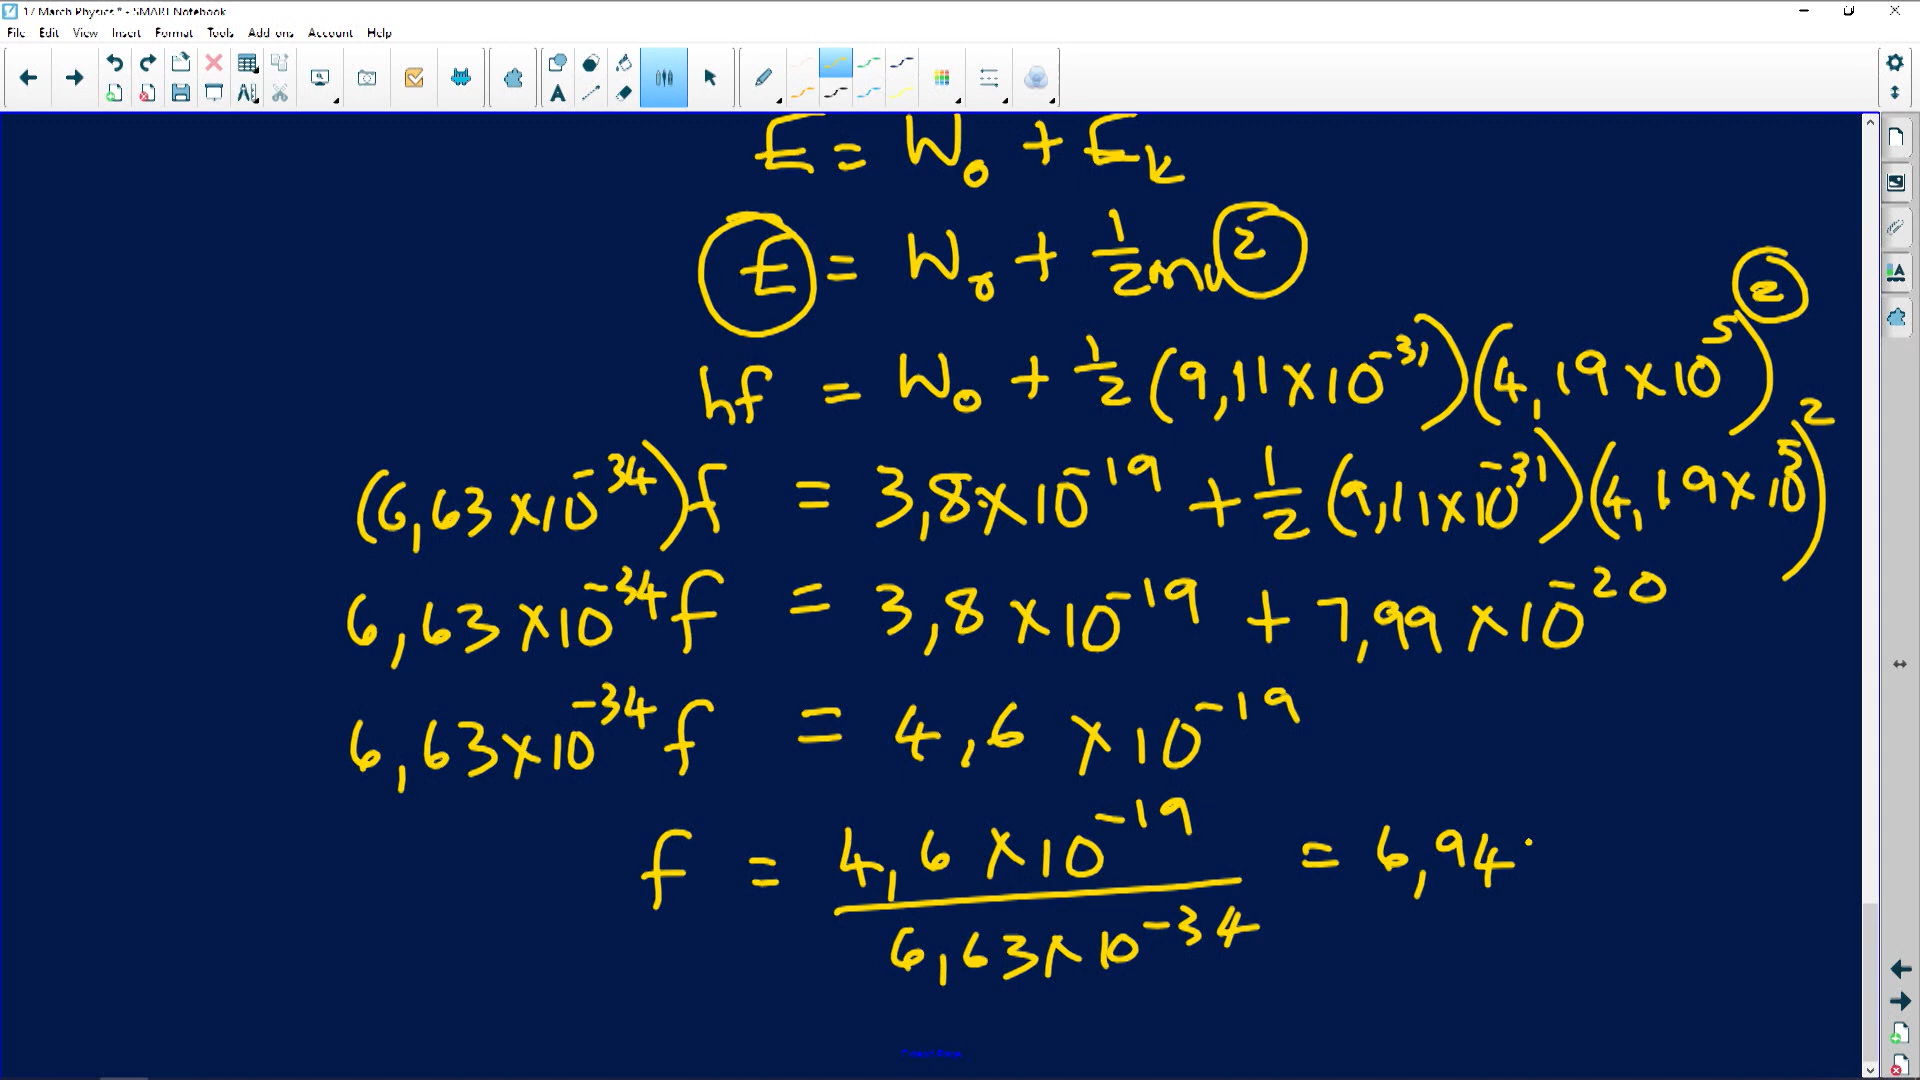 17 March Physics * - SMART Notebook
File Edit View Insert Format Tools Add-ons Account Help
E = W₀ + Eₖ
E = W₀ + ½mv²
hf = W₀ + ½ (9,11×10⁻³¹)(4,19×10⁵)²
(6,63×10⁻³⁴)f = 3,8×10⁻¹⁹ + ½ (9,11×10⁻³¹)(4,19×10⁵)²
6,63×10⁻³⁴f = 3,8×10⁻¹⁹ + 7,99×10⁻²⁰
6,63×10⁻³⁴f = 4,6×10⁻¹⁹
f = 4,6×10⁻¹⁹ / 6,63×10⁻³⁴ = 6,94·